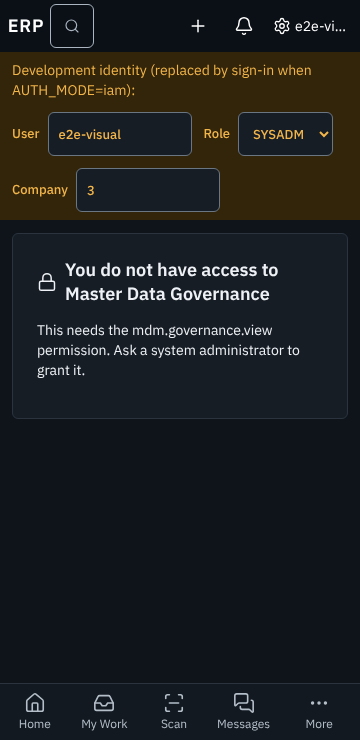 ERP
e2e-vi...
Development identity (replaced by sign-in when
AUTH_MODE=iam):
User e2e-visual Role SYSADM
Company 3
You do not have access to
Master Data Governance
This needs the mdm.governance.view
permission. Ask a system administrator to
grant it.
Home My Work Scan Messages More